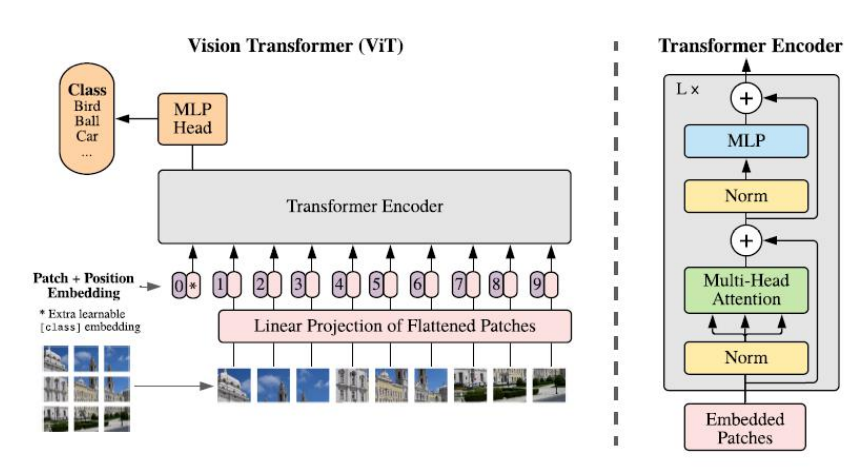 Vision Transformer (ViT)
Class
Bird
Ball
Car
...
MLP
Head
Transformer Encoder
Patch + Position
Embedding
* Extra learnable
[class] embedding
0 * 1 2 3 4 5 6 7 8 9
Linear Projection of Flattened Patches
Transformer Encoder
L x
+
MLP
Norm
+
Multi-Head
Attention
Norm
Embedded
Patches